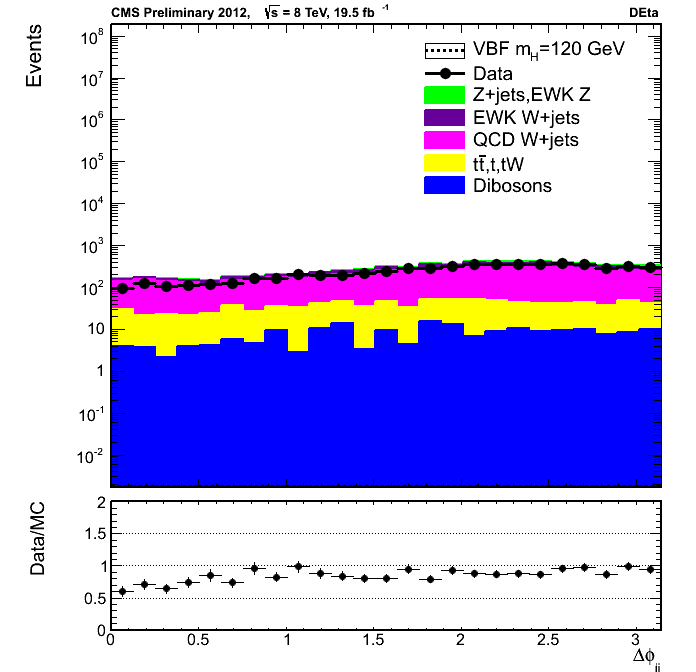 CMS Preliminary 2012, √s = 8 TeV, 19.5 fb⁻¹ DEta
Events
10⁸
10⁷
10⁶
10⁵
10⁴
10³
10²
10
1
10⁻¹
10⁻²
VBF m_H=120 GeV
Data
Z+jets,EWK Z
EWK W+jets
QCD W+jets
tt̄,t,tW
Dibosons
Data/MC
2
1.5
1
0.5
0
0 0.5 1 1.5 2 2.5 3
Δϕ_jj